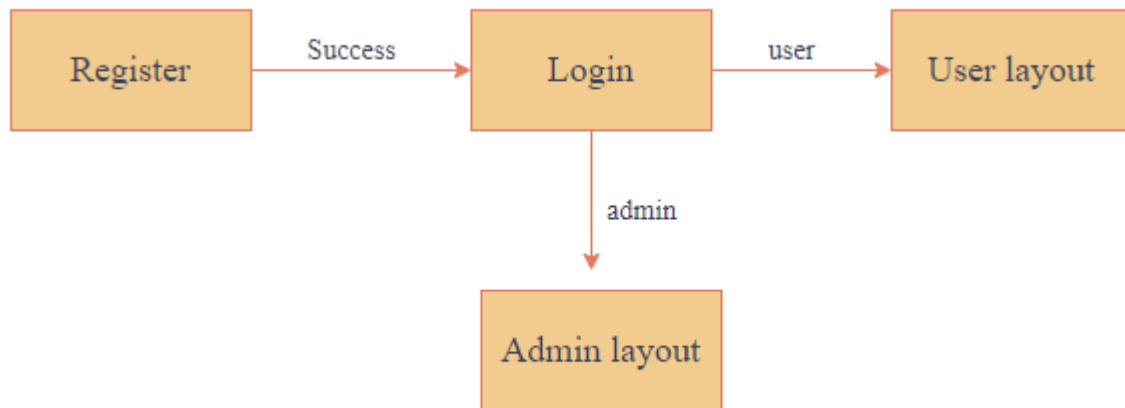 Register
Success
Login
user
User layout
admin
Admin layout